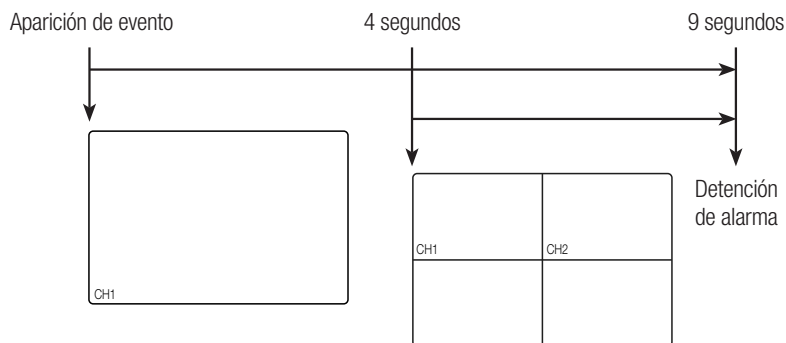 Aparición de evento
4 segundos
9 segundos
CH1
CH1
CH2
Detención
de alarma